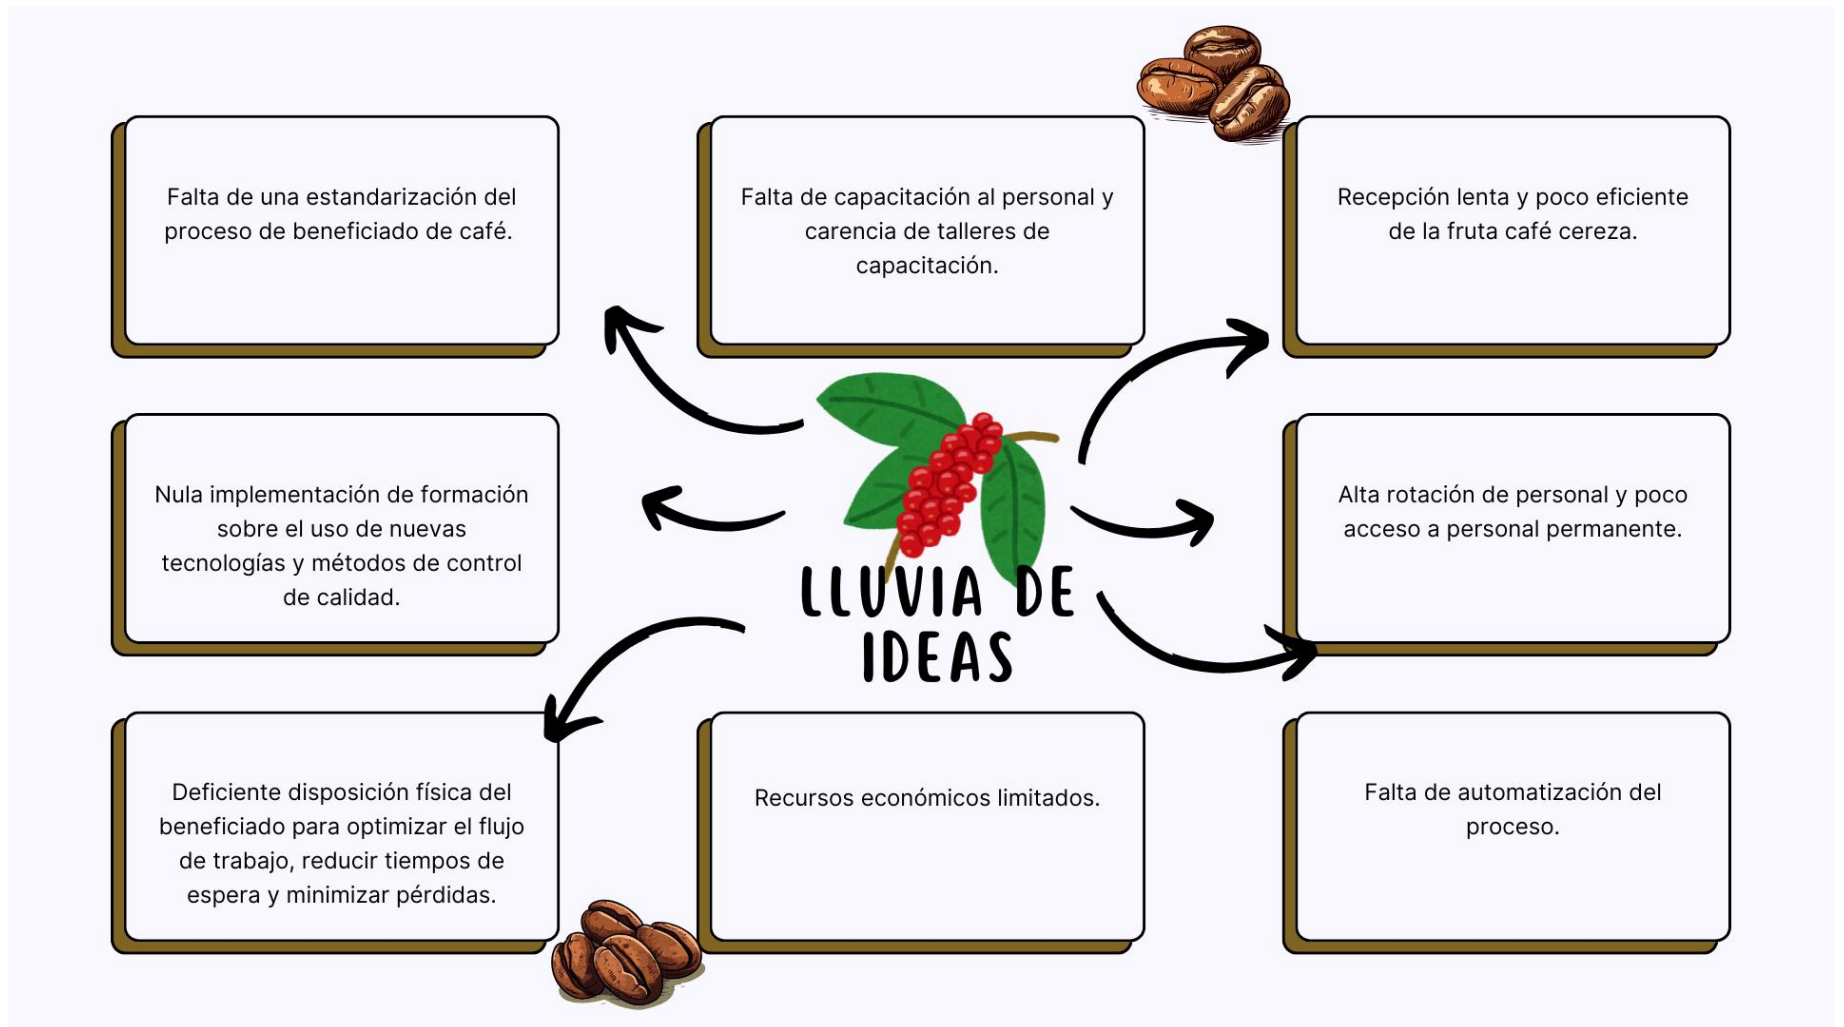 Falta de una estandarización del
proceso de beneficiado de café.
Falta de capacitación al personal y
carencia de talleres de
capacitación.
Recepción lenta y poco eficiente
de la fruta café cereza.
Nula implementación de formación
sobre el uso de nuevas
tecnologías y métodos de control
de calidad.
LLUVIA DE
IDEAS
Alta rotación de personal y poco
acceso a personal permanente.
Deficiente disposición física del
beneficiado para optimizar el flujo
de trabajo, reducir tiempos de
espera y minimizar pérdidas.
Recursos económicos limitados.
Falta de automatización del
proceso.